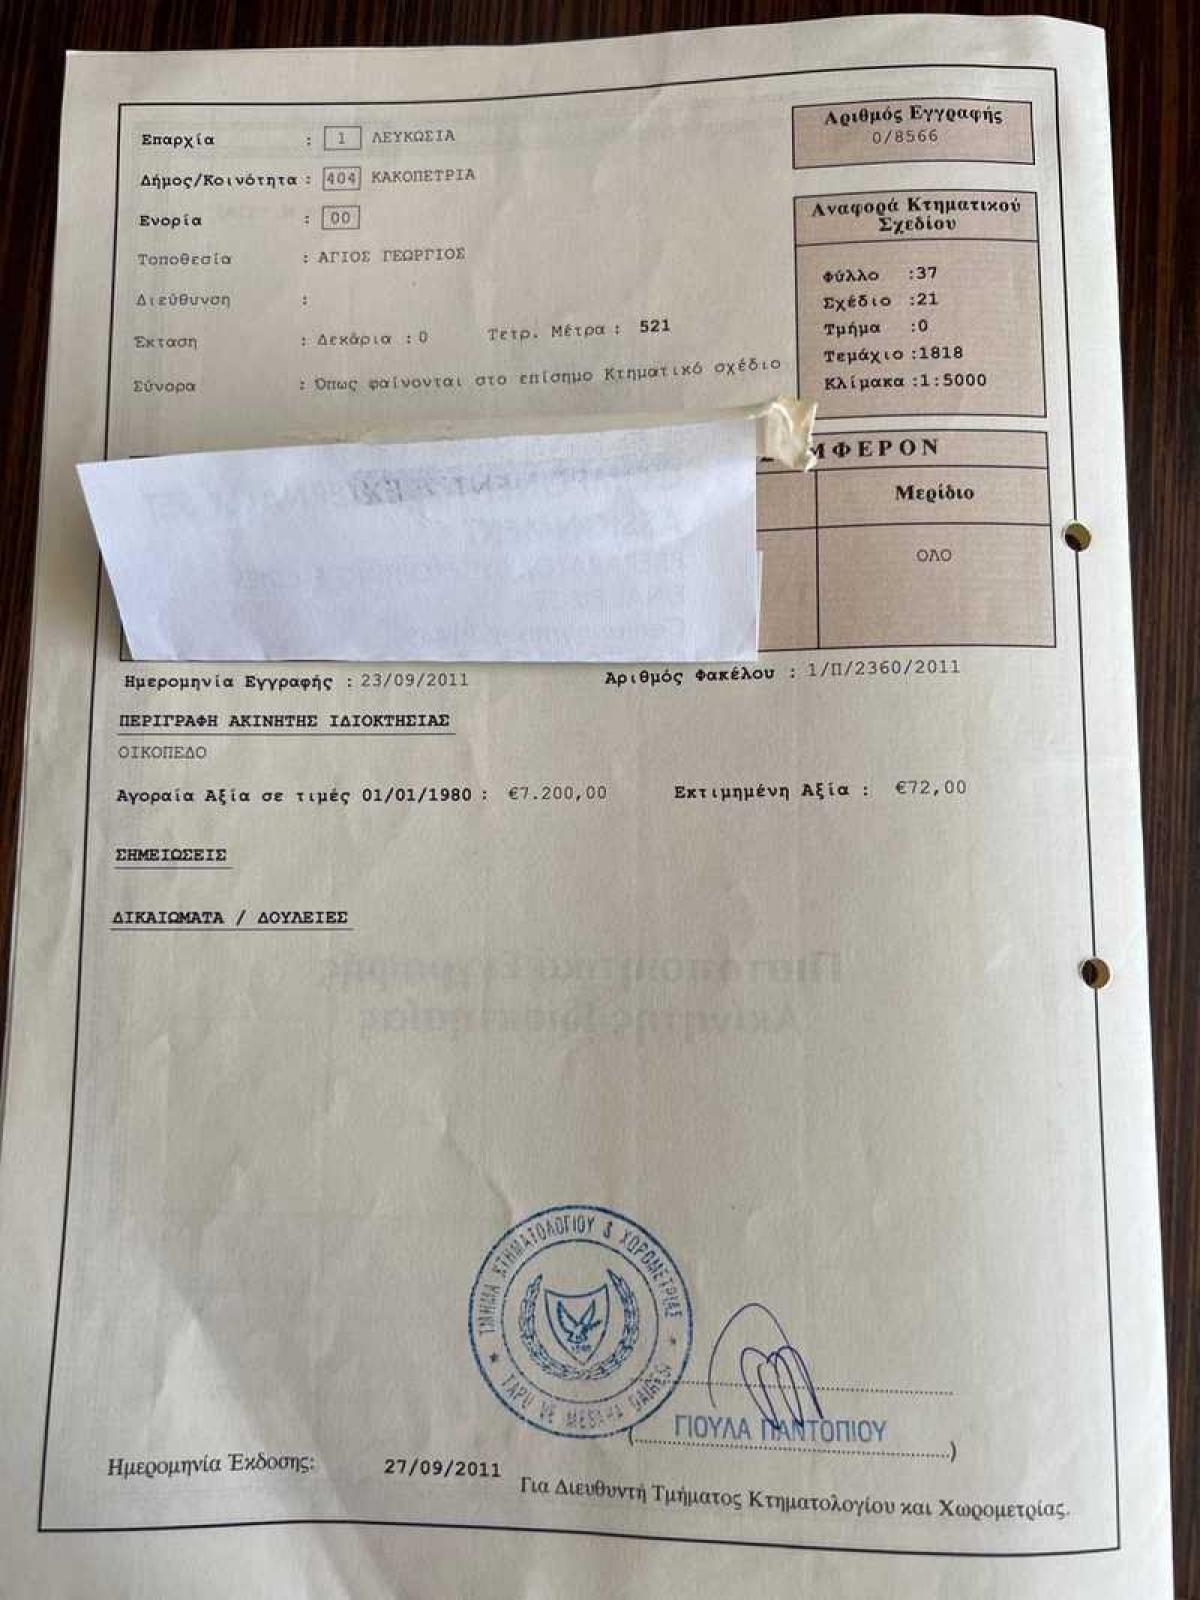 Επαρχία : 1 ΛΕΥΚΩΣΙΑ
Δήμος/Κοινότητα : 404 ΚΑΚΟΠΕΤΡΙΑ
Ενορία : 00
Τοποθεσία : ΑΓΙΟΣ ΓΕΩΡΓΙΟΣ
Διεύθυνση :
Έκταση : Δεκάρια : 0 Τετρ. Μέτρα : 521
Σύνορα : Όπως φαίνονται στο επίσημο Κτηματικό σχέδιο
Αριθμός Εγγραφής
0/8566
Αναφορά Κτηματικού
Σχεδίου
Φύλλο :37
Σχέδιο :21
Τμήμα :0
Τεμάχιο :1818
Κλίμακα :1:5000
ΜΦΕΡΟΝ
Μερίδιο
ΟΛΟ
Ημερομηνία Εγγραφής : 23/09/2011 Αριθμός Φακέλου : 1/Π/2360/2011
ΠΕΡΙΓΡΑΦΗ ΑΚΙΝΗΤΗΣ ΙΔΙΟΚΤΗΣΙΑΣ
ΟΙΚΟΠΕΔΟ
Αγοραία Αξία σε τιμές 01/01/1980 : €7.200,00 Εκτιμημένη Αξία : €72,00
ΣΗΜΕΙΩΣΕΙΣ
ΔΙΚΑΙΩΜΑΤΑ / ΔΟΥΛΕΙΕΣ
ΤΜΗΜΑ ΚΤΗΜΑΤΟΛΟΓΙΟΥ & ΧΩΡΟΜΕΤΡΙΑΣ
TAPU VE MESAHA DAIRESI
ΓΙΟΥΛΑ ΠΑΝΤΟΠΙΟΥ
Ημερομηνία Έκδοσης: 27/09/2011
Για Διευθυντή Τμήματος Κτηματολογίου και Χωρομετρίας.